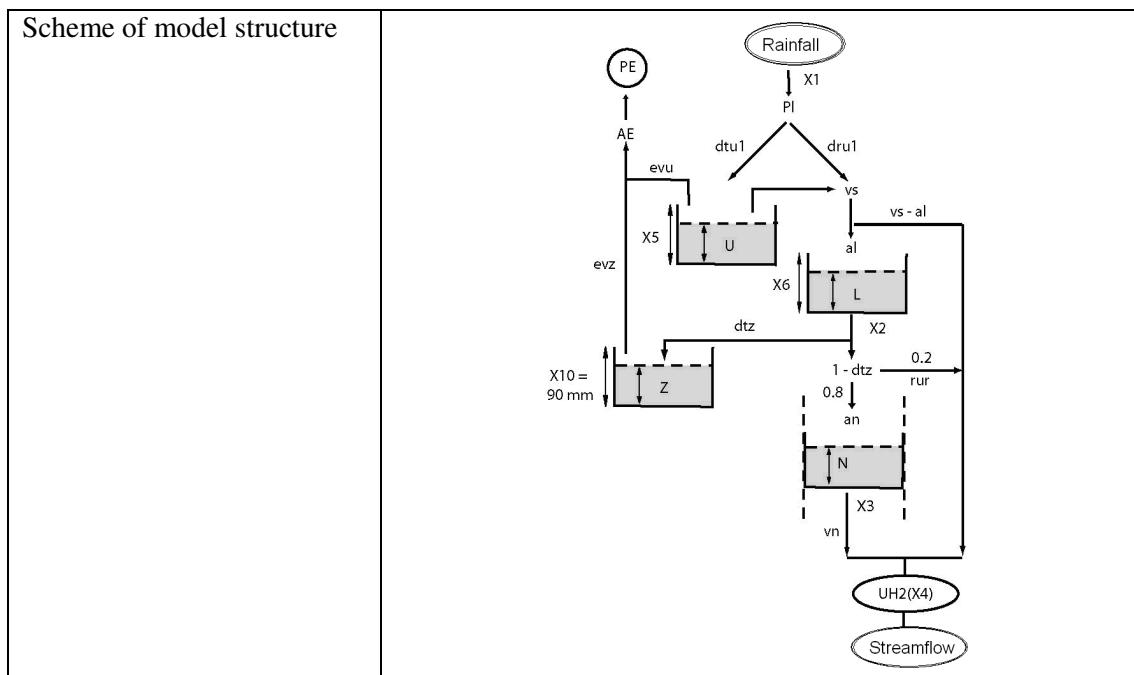 Scheme of model structure
Rainfall
PE
X1
Pl
AE
dtu1
dru1
evu
vs
vs - al
X5
U
al
evz
X6
L
X2
dtz
X10 =
90 mm
Z
1 - dtz
0.2
rur
0.8
an
N
X3
vn
UH2(X4)
Streamflow